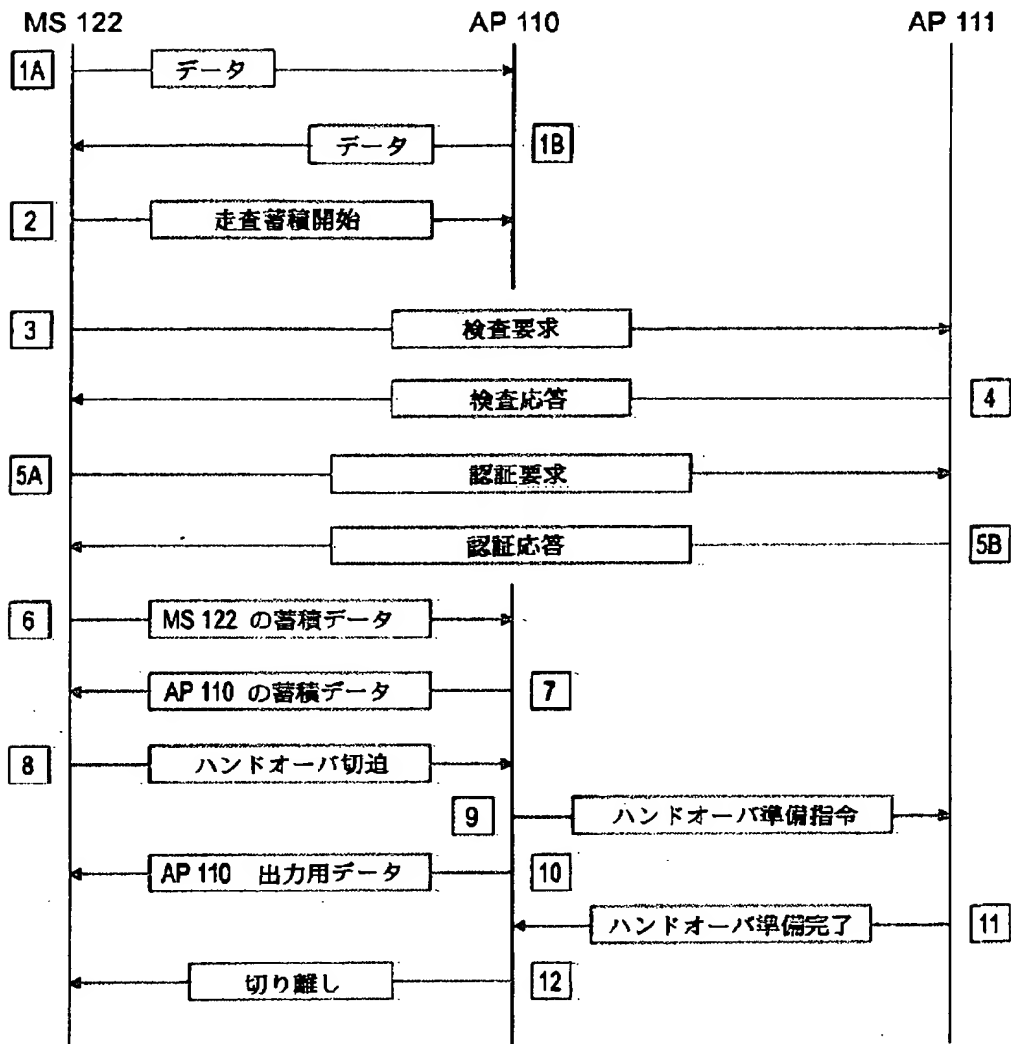 MS 122 AP 110 AP 111
1A データ
データ 1B
2 走査蓄積開始
3 検査要求
検査応答 4
5A 認証要求
認証応答 5B
6 MS 122 の蓄積データ
AP 110 の蓄積データ 7
8 ハンドオーバ切迫
9 ハンドオーバ準備指令
AP 110 出力用データ 10
ハンドオーバ準備完了 11
切り離し 12